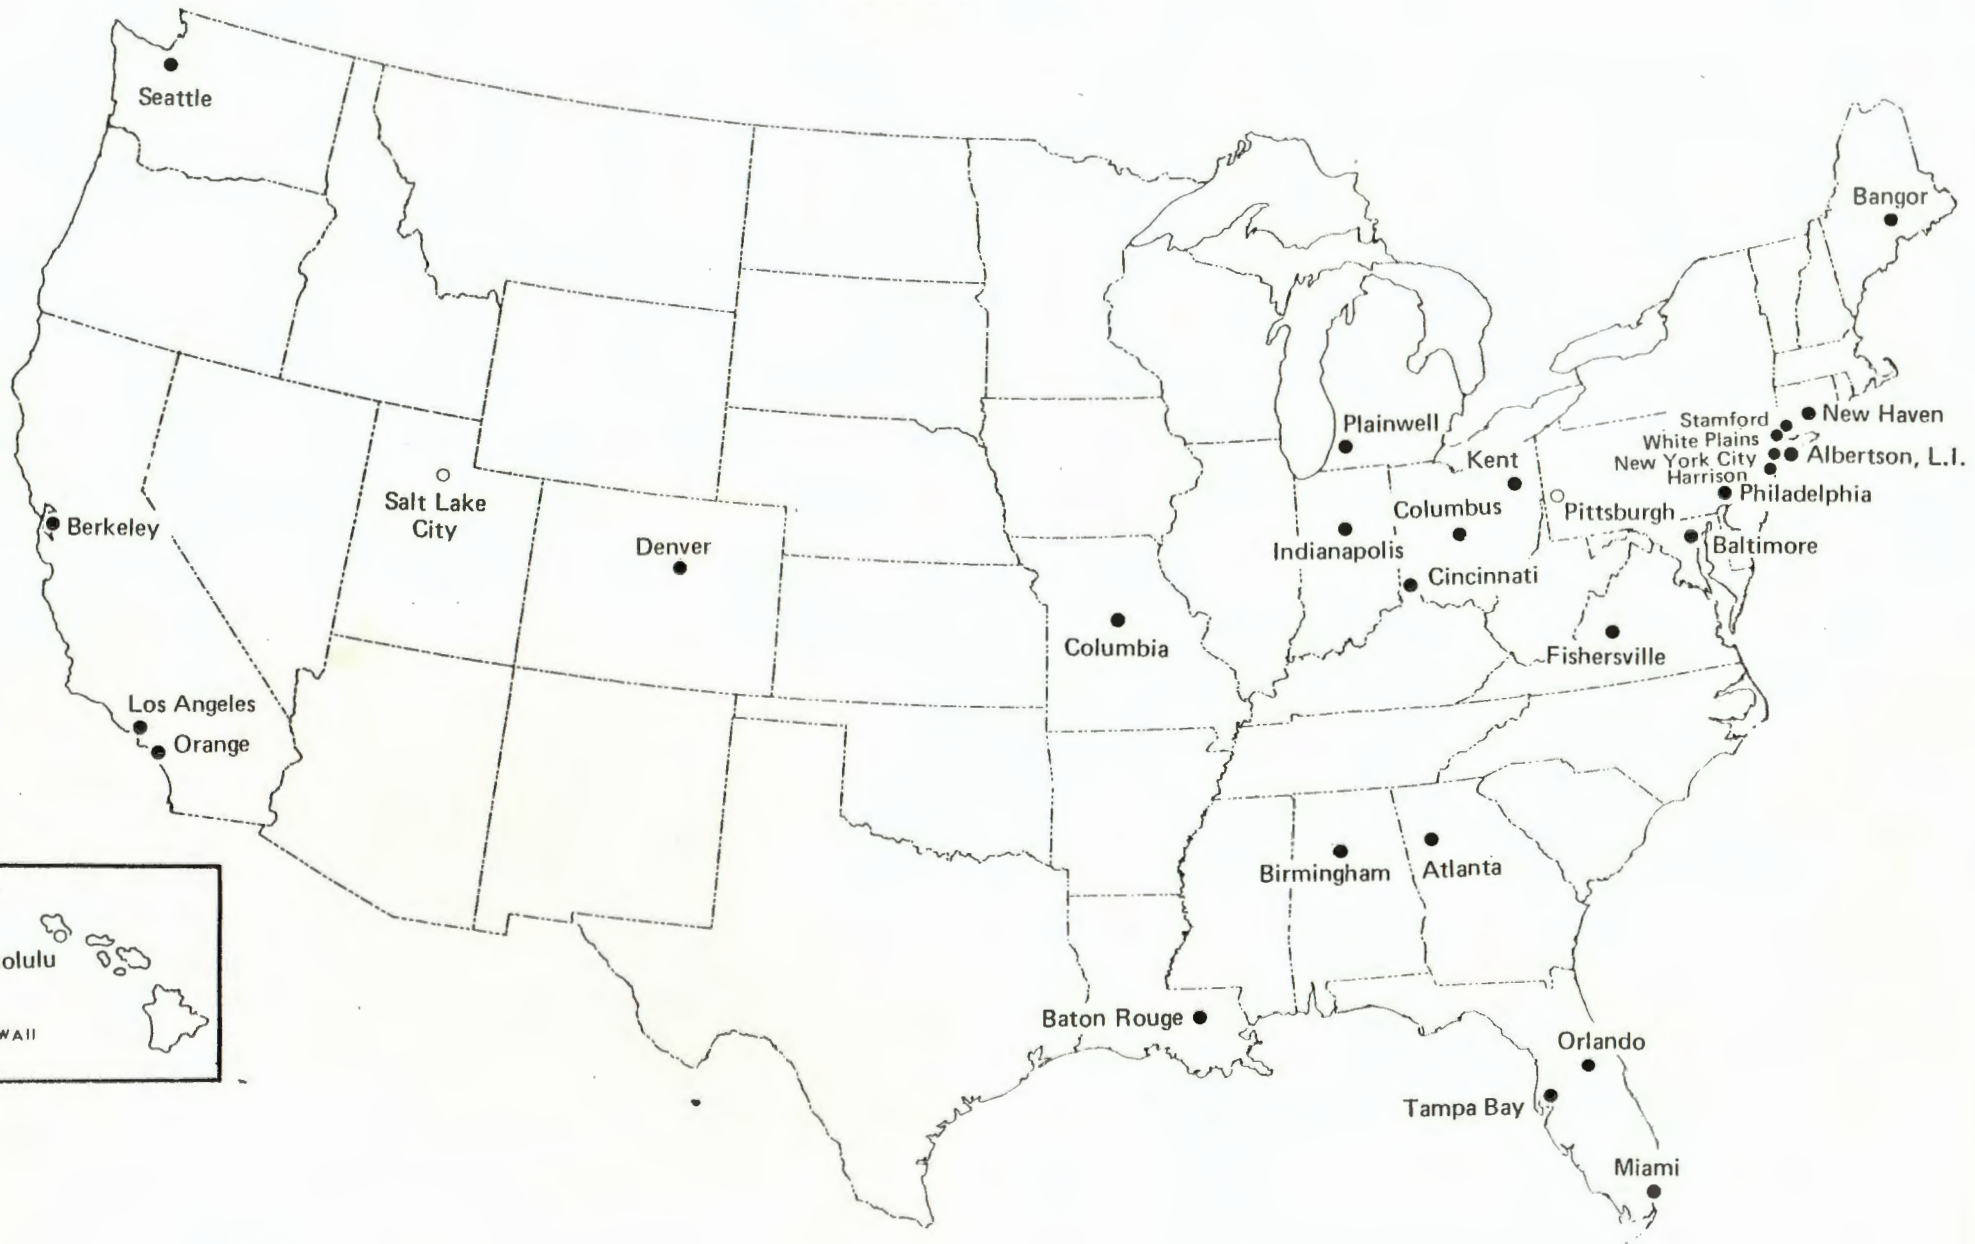 Seattle
Bangor
Plainwell
Stamford
New Haven
White Plains
New York City
Albertson, L.I.
Harrison
Kent
Salt Lake
City
Philadelphia
Columbus
Pittsburgh
Berkeley
Denver
Indianapolis
Baltimore
Cincinnati
Columbia
Fishersville
Los Angeles
Orange
Birmingham
Atlanta
olulu
WAII
Baton Rouge
Orlando
Tampa Bay
Miami